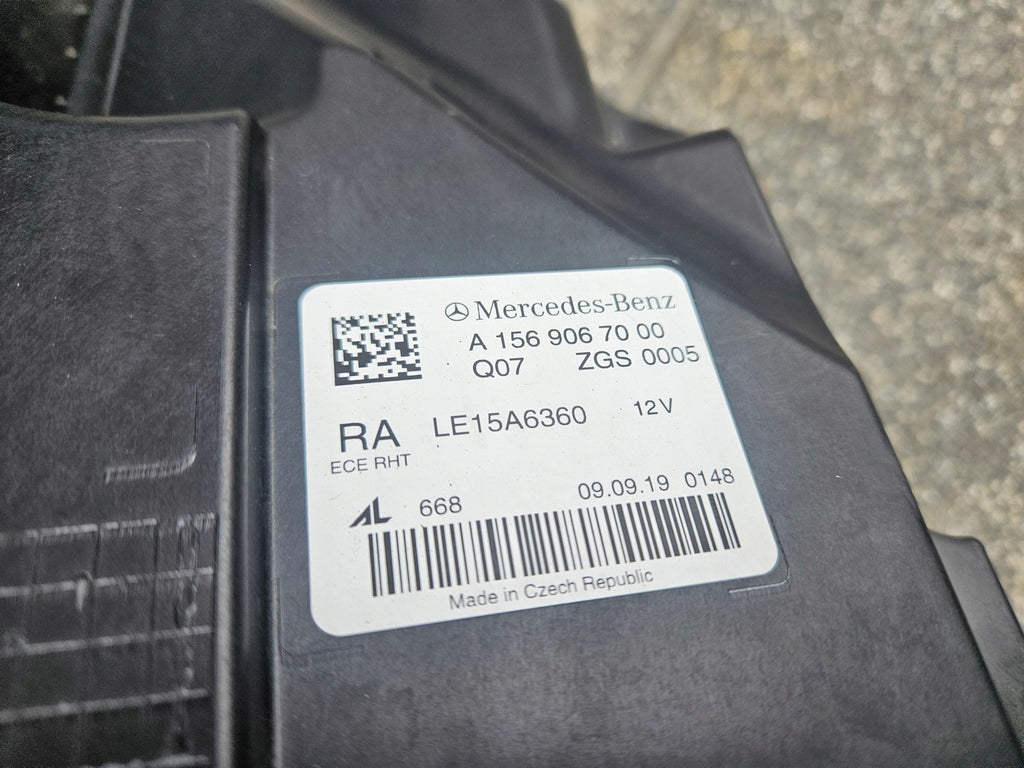 Mercedes-Benz
A 156 906 70 00
Q07 ZGS 0005
RA LE15A6360 12V
ECE RHT
AL 668 09.09.19 0148
Made in Czech Republic